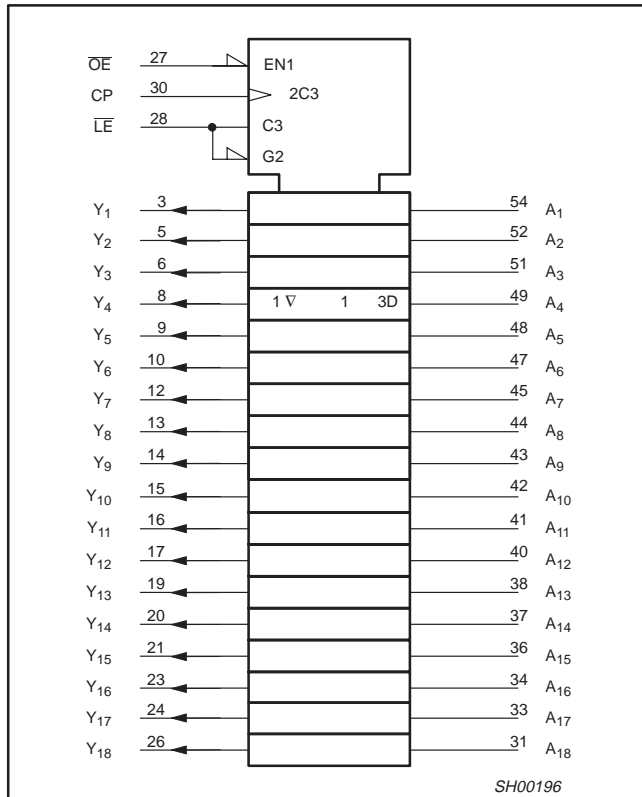 OE 27 EN1
CP 30 2C3
LE 28 C3
G2
Y1 3 54 A1
Y2 5 52 A2
Y3 6 51 A3
Y4 8 1 ∇ 1 3D 49 A4
Y5 9 48 A5
Y6 10 47 A6
Y7 12 45 A7
Y8 13 44 A8
Y9 14 43 A9
Y10 15 42 A10
Y11 16 41 A11
Y12 17 40 A12
Y13 19 38 A13
Y14 20 37 A14
Y15 21 36 A15
Y16 23 34 A16
Y17 24 33 A17
Y18 26 31 A18
SH00196